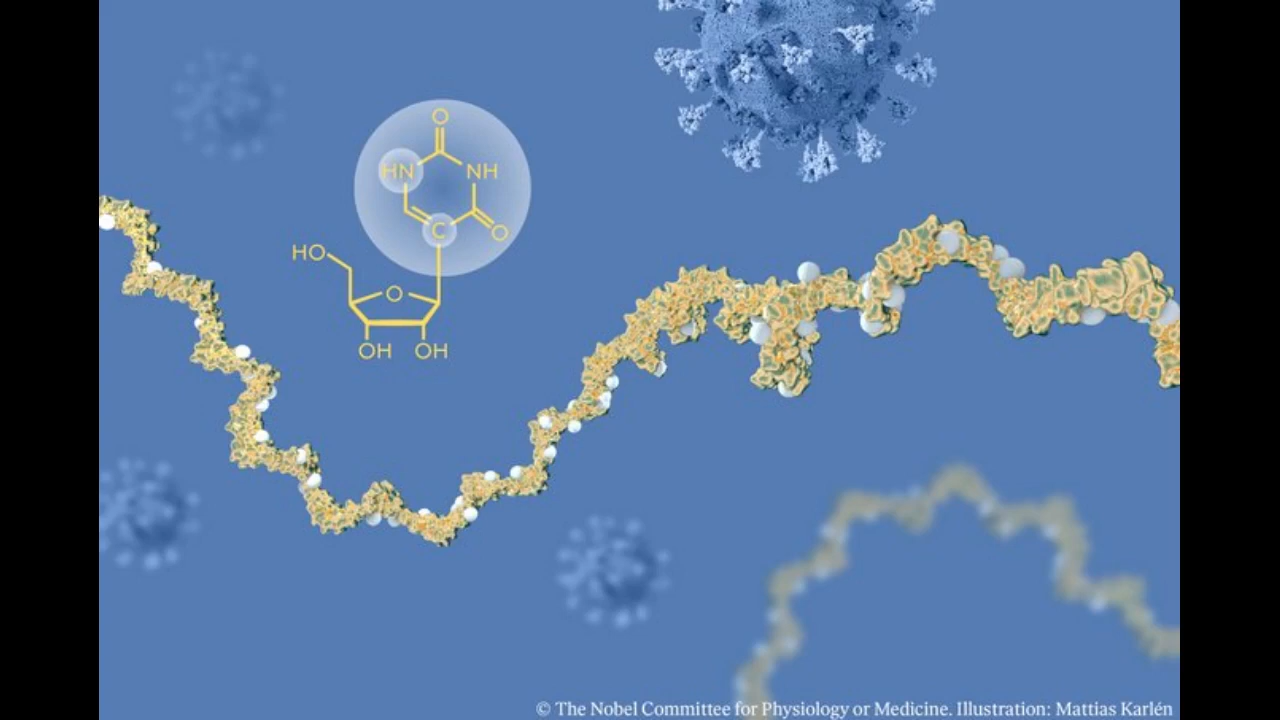 O
HN
NH
C
O
HO
O
OH
OH
© The Nobel Committee for Physiology or Medicine. Illustration: Mattias Karlén